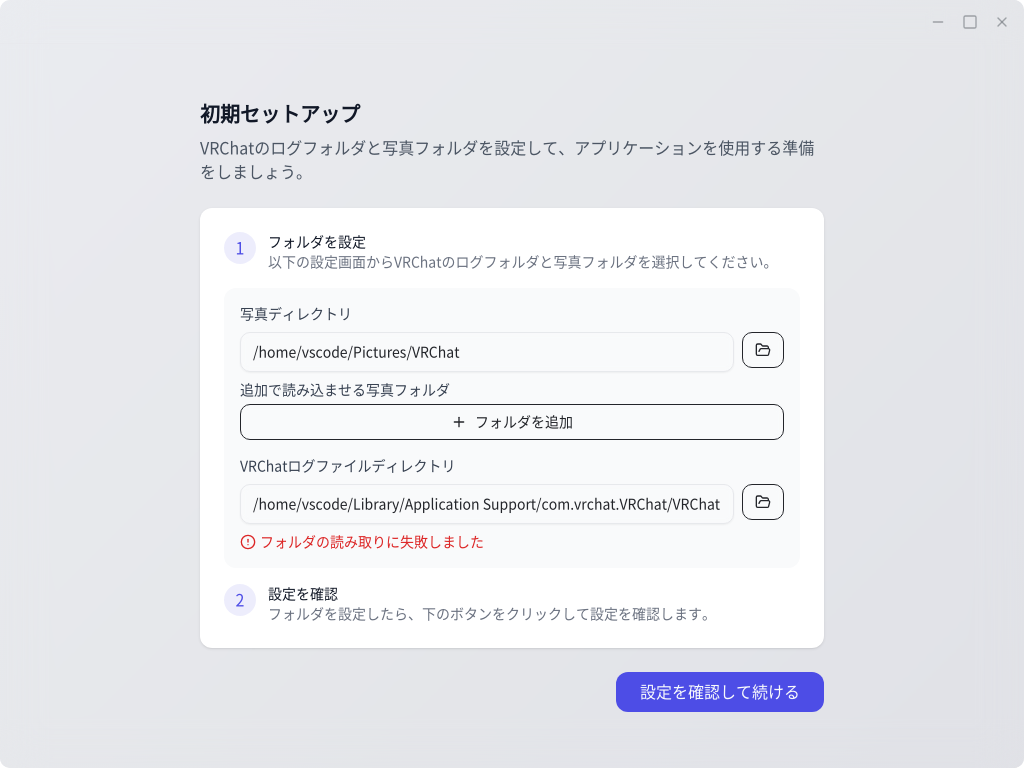 初期セットアップ
VRChatのログフォルダと写真フォルダを設定して、アプリケーションを使用する準備
をしましょう。
1
フォルダを設定
以下の設定画面からVRChatのログフォルダと写真フォルダを選択してください。
写真ディレクトリ
/home/vscode/Pictures/VRChat
追加で読み込ませる写真フォルダ
フォルダを追加
VRChatログファイルディレクトリ
/home/vscode/Library/Application Support/com.vrchat.VRChat/VRChat
フォルダの読み取りに失敗しました
2
設定を確認
フォルダを設定したら、下のボタンをクリックして設定を確認します。
設定を確認して続ける